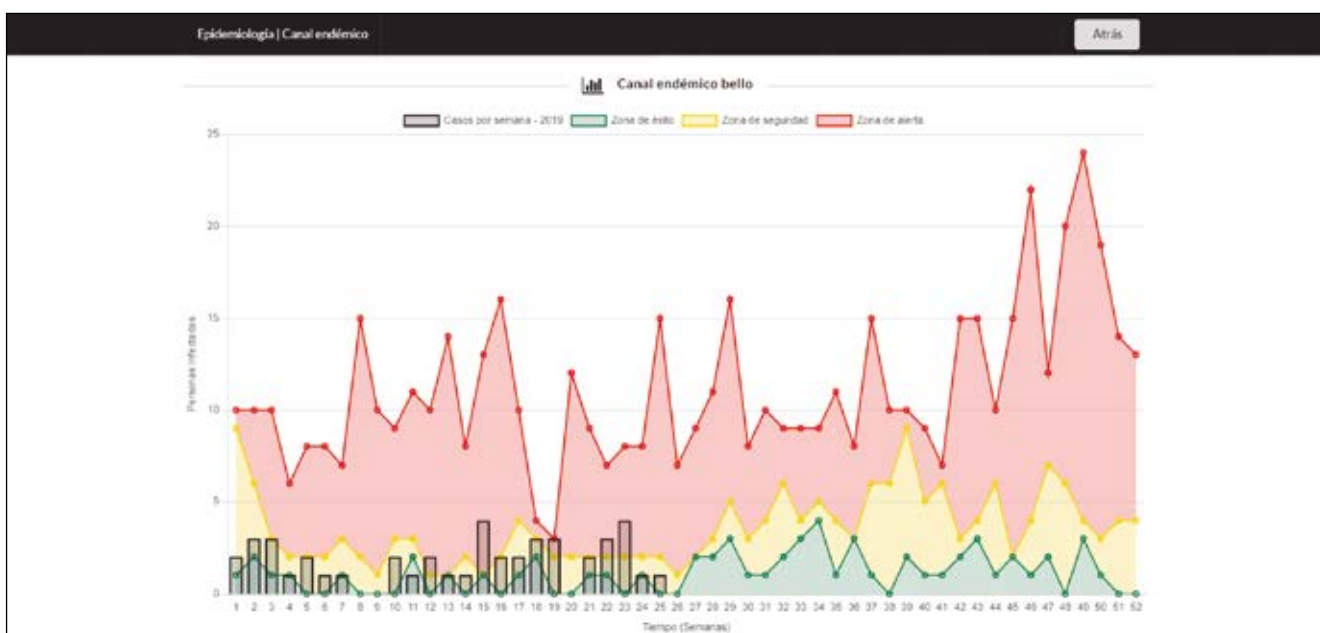 Epidemiología | Canal endémico
Atrás
Canal endémico bello
Casos por semana - 2019 Zona de éxito Zona de seguridad Zona de alerta
25
20
15
10
5
0
Personas Infectadas
1 2 3 4 5 6 7 8 9 10 11 12 13 14 15 16 17 18 19 20 21 22 23 24 25 26 27 28 29 30 31 32 33 34 35 36 37 38 39 40 41 42 43 44 45 46 47 48 49 50 51 52
Tiempo (Semanas)